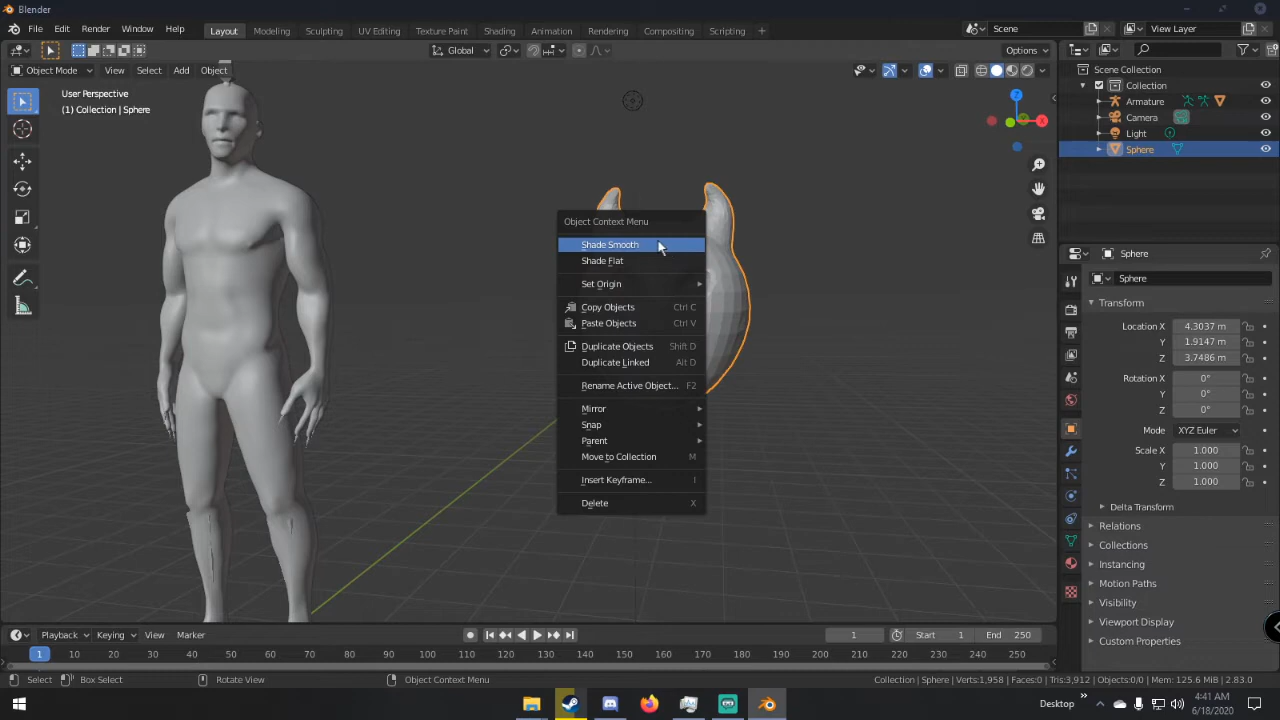 Blender
File Edit Render Window Help
Layout Modeling Sculpting UV Editing Texture Paint Shading Animation Rendering Compositing Scripting +
Scene
View Layer
Global
Options
Object Mode View Select Add Object
User Perspective
(1) Collection | Sphere
Z
X
Scene Collection
Collection
Armature
Camera
Light
Sphere
Object Context Menu
Shade Smooth
Shade Flat
Set Origin
Copy Objects Ctrl C
Paste Objects Ctrl V
Duplicate Objects Shift D
Duplicate Linked Alt D
Rename Active Object... F2
Mirror
Snap
Parent
Move to Collection M
Insert Keyframe... I
Delete X
Sphere
Sphere
Transform
Location X 4.3037 m
Y 1.9147 m
Z 3.7486 m
Rotation X 0°
Y 0°
Z 0°
Mode XYZ Euler
Scale X 1.000
Y 1.000
Z 1.000
Delta Transform
Relations
Collections
Instancing
Motion Paths
Visibility
Viewport Display
Custom Properties
Playback Keying View Marker
1 Start 1 End 250
1 10 20 30 40 50 60 70 80 90 100 110 120 130 140 150 160 170 180 190 200 210 220 230 240 250
Select Box Select Rotate View Object Context Menu
Collection | Sphere | Verts:1,958 | Faces:0 | Tris:3,912 | Objects:0/0 | Mem: 125.6 MiB | 2.83.0
Desktop
4:41 AM
6/18/2020